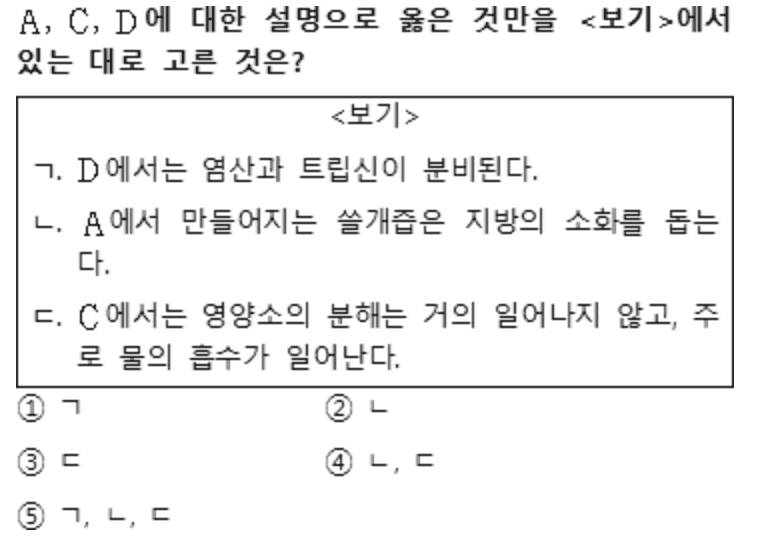 A, C, D에 대한 설명으로 옳은 것만을 <보기>에서
있는 대로 고른 것은?
<보기>
ㄱ. D에서는 염산과 트립신이 분비된다.
ㄴ. A에서 만들어지는 쓸개즙은 지방의 소화를 돕는
다.
ㄷ. C에서는 영양소의 분해는 거의 일어나지 않고, 주
로 물의 흡수가 일어난다.
① ㄱ ② ㄴ
③ ㄷ ④ ㄴ, ㄷ
⑤ ㄱ, ㄴ, ㄷ